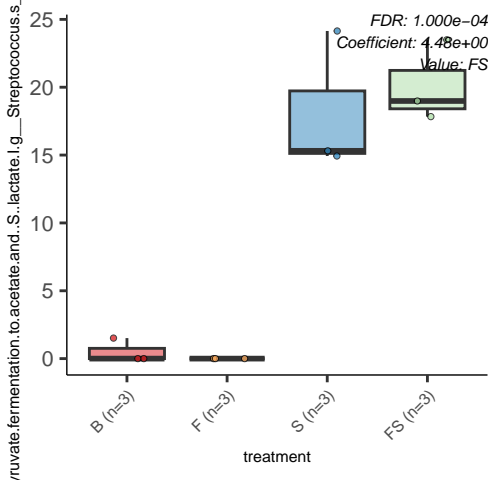 FDR: 1.000e−04
Coefficient: 4.48e+00
Value: FS
yruvate.fermentation.to.acetate.and..S..lactate.I.g__Streptococcus.s_
25
20
15
10
5
0
B (n=3)
F (n=3)
S (n=3)
FS (n=3)
treatment